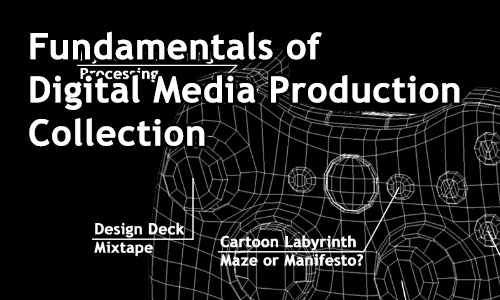 Fundamentals of
Processing
Digital Media Production
Collection
Design Deck
Mixtape
Cartoon Labyrinth
Maze or Manifesto?